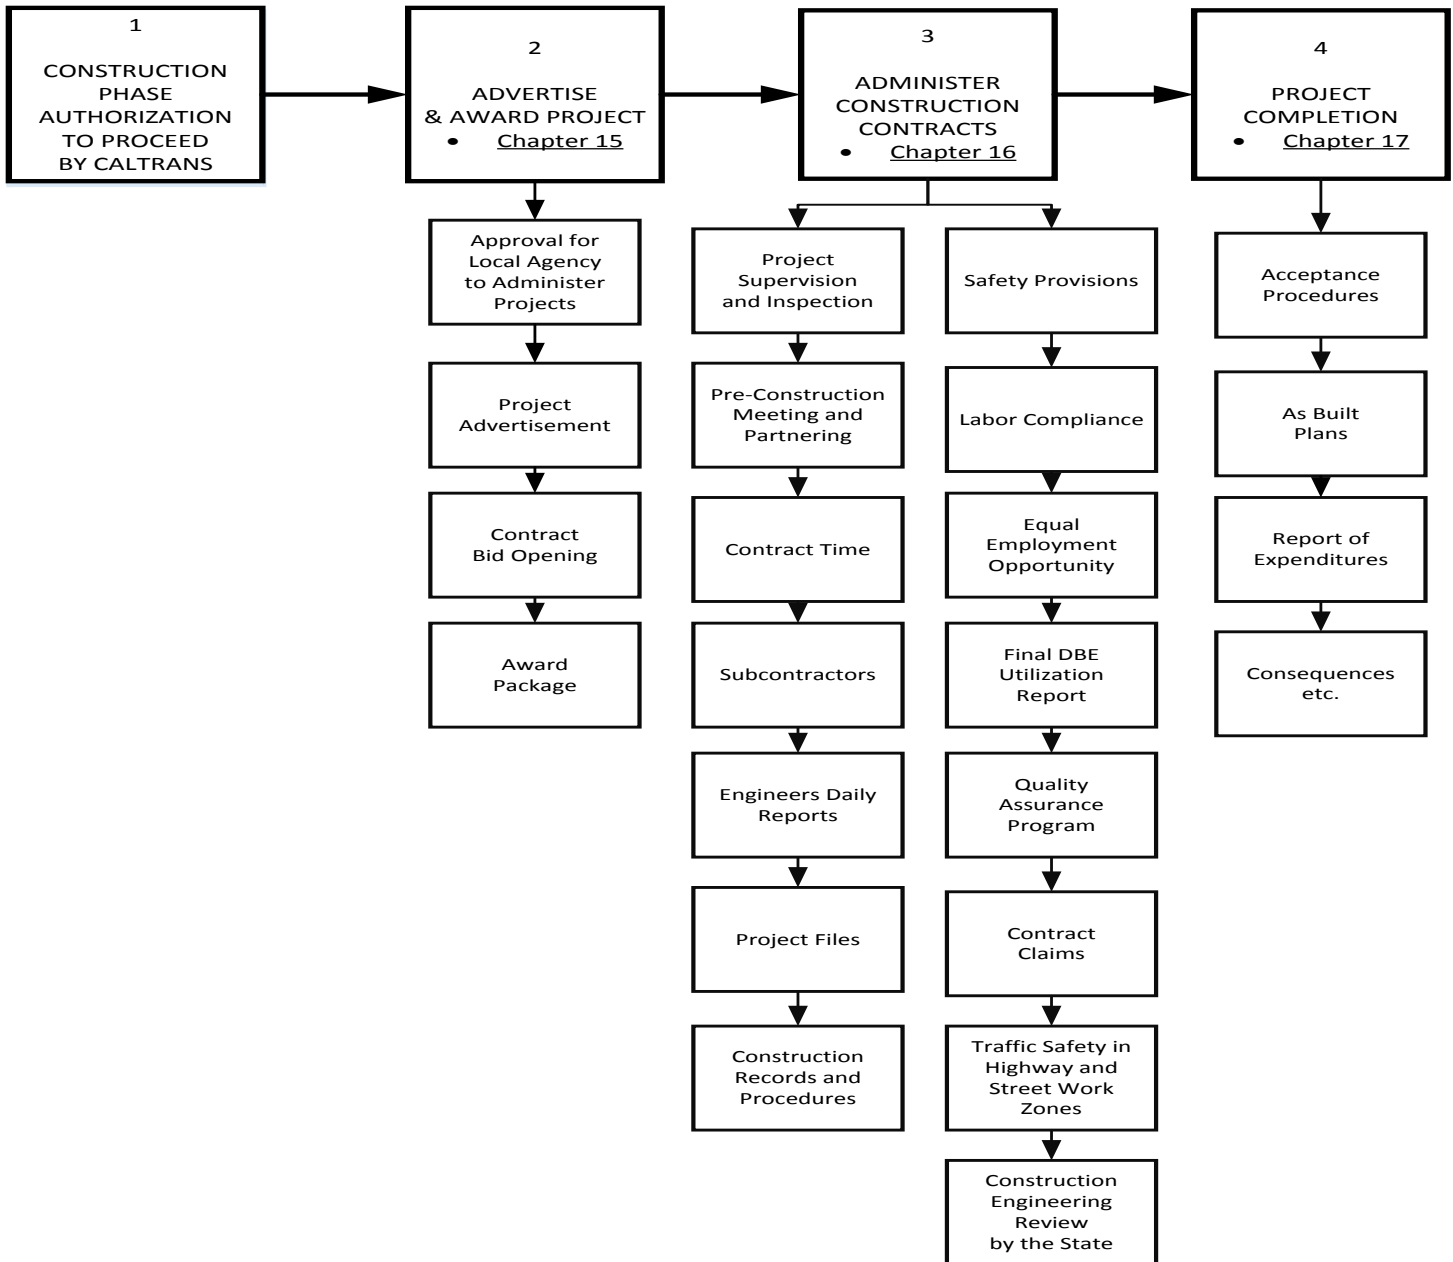 1
CONSTRUCTION
PHASE
AUTHORIZATION
TO PROCEED
BY CALTRANS
2
ADVERTISE
& AWARD PROJECT
• Chapter 15
3
ADMINISTER
CONSTRUCTION
CONTRACTS
• Chapter 16
4
PROJECT
COMPLETION
• Chapter 17
Approval for
Local Agency
to Administer
Projects
Project
Advertisement
Contract
Bid Opening
Award
Package
Project
Supervision
and Inspection
Pre-Construction
Meeting and
Partnering
Contract Time
Subcontractors
Engineers Daily
Reports
Project Files
Construction
Records and
Procedures
Safety Provisions
Labor Compliance
Equal
Employment
Opportunity
Final DBE
Utilization
Report
Quality
Assurance
Program
Contract
Claims
Traffic Safety in
Highway and
Street Work
Zones
Construction
Engineering
Review
by the State
Acceptance
Procedures
As Built
Plans
Report of
Expenditures
Consequences
etc.